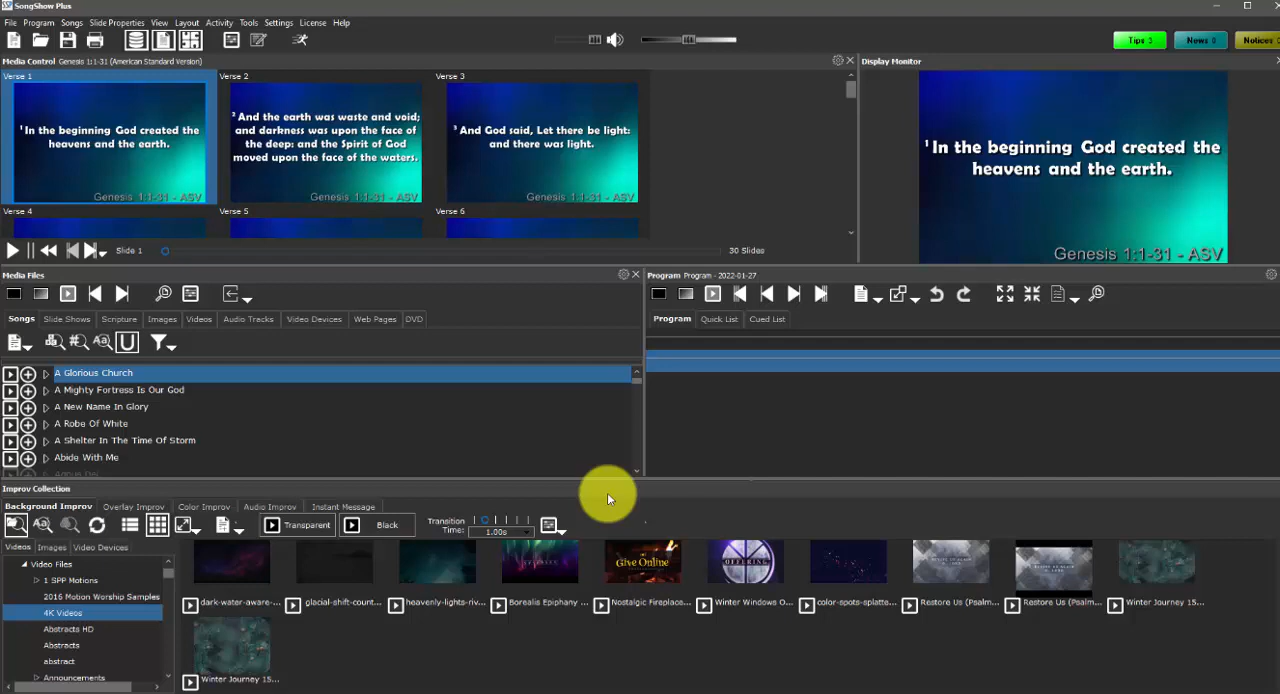 SongShow Plus
File Program Songs Slide Properties View Layout Activity Tools Settings License Help
Tips 3 News 0 Notices
Media Control Genesis 1:1-31 (American Standard Version)
Display Monitor
Verse 1 Verse 2 Verse 3
1 In the beginning God created the
heavens and the earth.
Genesis 1:1-31 - ASV
2 And the earth was waste and void;
and darkness was upon the face of
the deep: and the Spirit of God
moved upon the face of the waters.
Genesis 1:1-31 - ASV
3 And God said, Let there be light:
and there was light.
Genesis 1:1-31 - ASV
1 In the beginning God created the
heavens and the earth.
Genesis 1:1-31 - ASV
Verse 4 Verse 5 Verse 6
Slide 1 30 Slides
Media Files
Songs Slide Shows Scripture Images Videos Audio Tracks Video Devices Web Pages DVD
A Glorious Church
A Mighty Fortress Is Our God
A New Name In Glory
A Robe Of White
A Shelter In The Time Of Storm
Abide With Me
Agnus Dei
Program Program - 2022-01-27
Program Quick List Cued List
Improv Collection
Background Improv Overlay Improv Color Improv Audio Improv Instant Message
Transparent Black Transition
Time: 1.00s
Videos Images Video Devices
Video Files
1 SPP Motions
2016 Motion Worship Samples
4K Videos
Abstracts HD
Abstracts
abstract
Announcements
Give Online
OFFERING
dark-water-aware... glacial-shift-count... heavenly-lights-riv... Borealis Epiphany ... Nostalgic Fireplace... Winter Windows O... color-spots-splatte... Restore Us (Psalm... Restore Us (Psalm... Winter Journey 15...
Winter Journey 15...